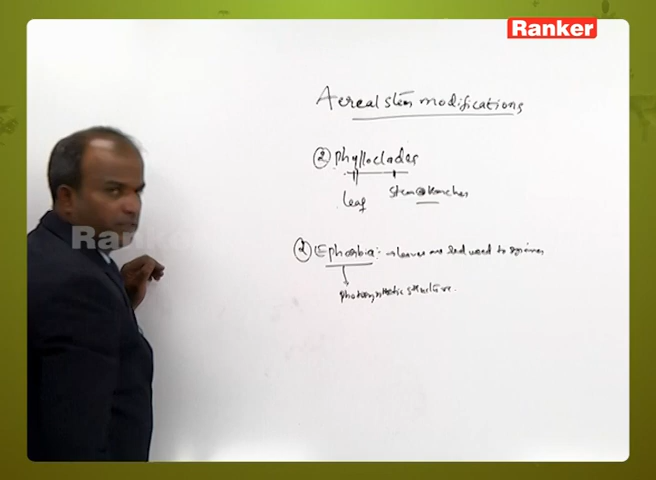 Ranker
Aereal stem modifications
② Phylloclades
leaf
stem @ branches
Ranker
② Ephorbia:- leaves are reduced to spines
photosynthetic structure.